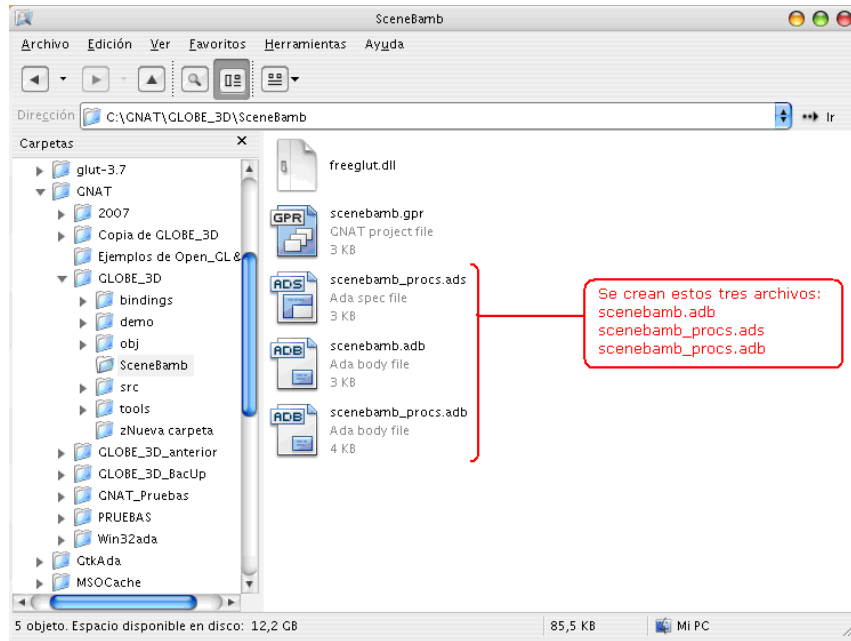 SceneBamb
Archivo Edición Ver Favoritos Herramientas Ayuda
Dirección C:\GNAT\GLOBE_3D\SceneBamb Ir
Carpetas
glut-3.7
GNAT
2007
Copia de GLOBE_3D
Ejemplos de Open_GL &
GLOBE_3D
bindings
demo
obj
SceneBamb
src
tools
zNueva carpeta
GLOBE_3D_anterior
GLOBE_3D_BacUp
GNAT_Pruebas
PRUEBAS
Win32ada
GtkAda
MSOCache
freeglut.dll
GPR
scenebamb.gpr
GNAT project file
3 KB
ADS
scenebamb_procs.ads
Ada spec file
3 KB
ADB
scenebamb.adb
Ada body file
3 KB
ADB
scenebamb_procs.adb
Ada body file
4 KB
Se crean estos tres archivos:
scenebamb.adb
scenebamb_procs.ads
scenebamb_procs.adb
5 objeto. Espacio disponible en disco: 12,2 GB 85,5 KB Mi PC